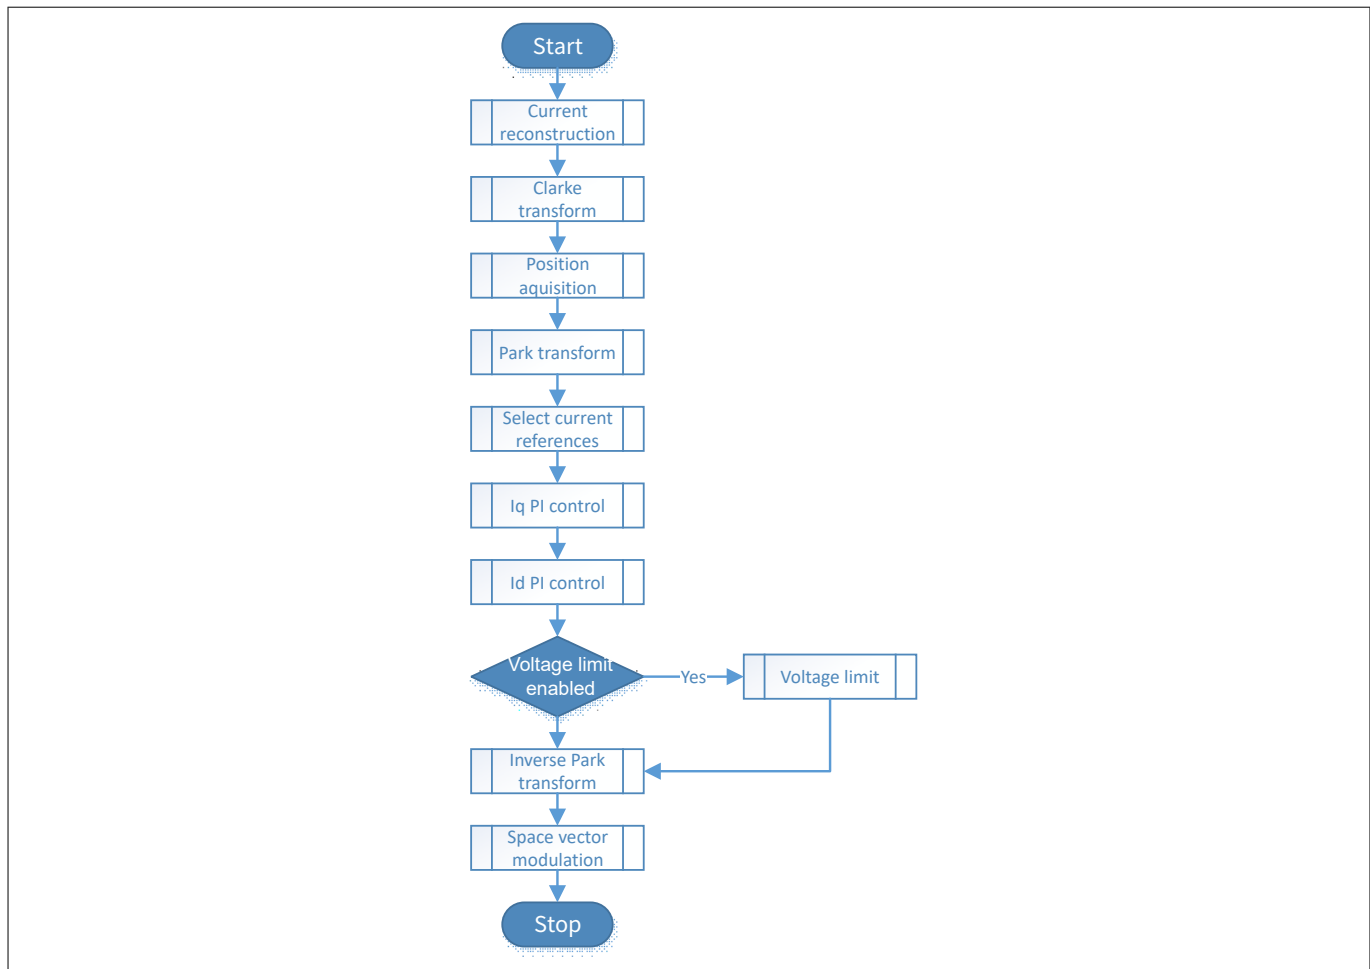 Start
Current
reconstruction
Clarke
transform
Position
aquisition
Park transform
Select current
references
Iq PI control
Id PI control
Voltage limit
enabled
Yes
Voltage limit
Inverse Park
transform
Space vector
modulation
Stop